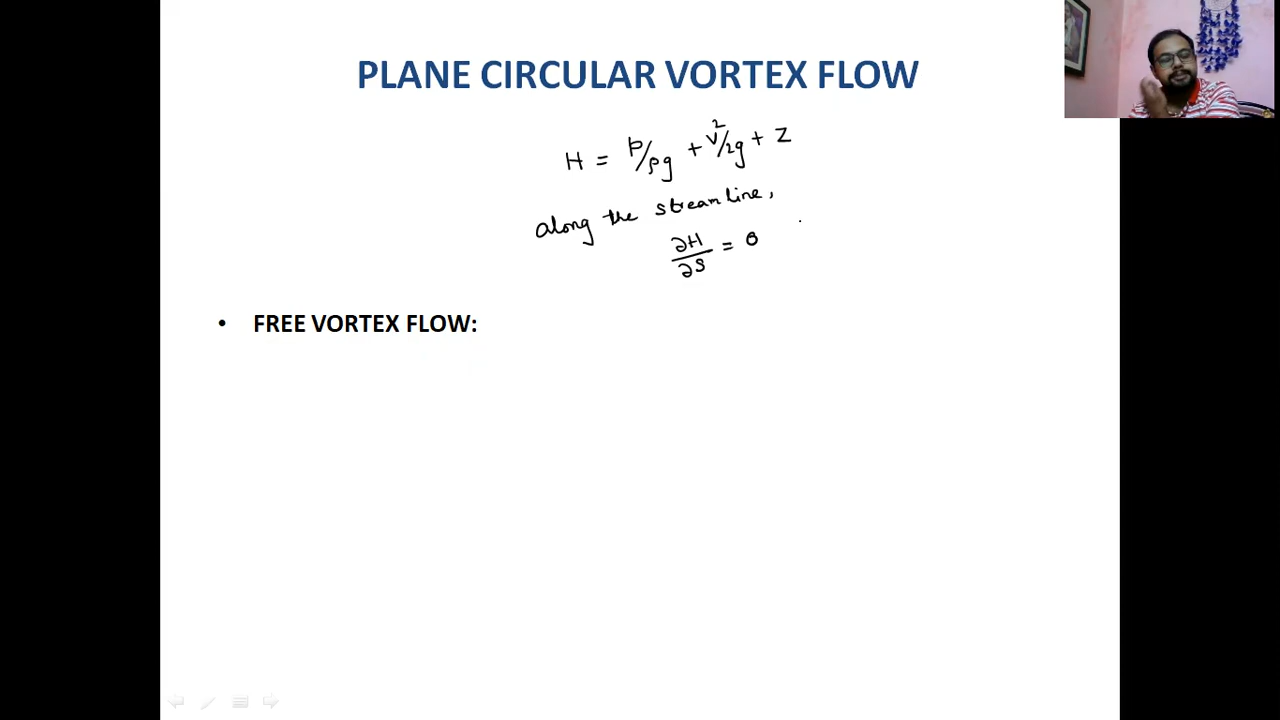 PLANE CIRCULAR VORTEX FLOW
H = p/ρg + v²/2g + z
along the streamline,
∂H/∂s = 0
• FREE VORTEX FLOW: